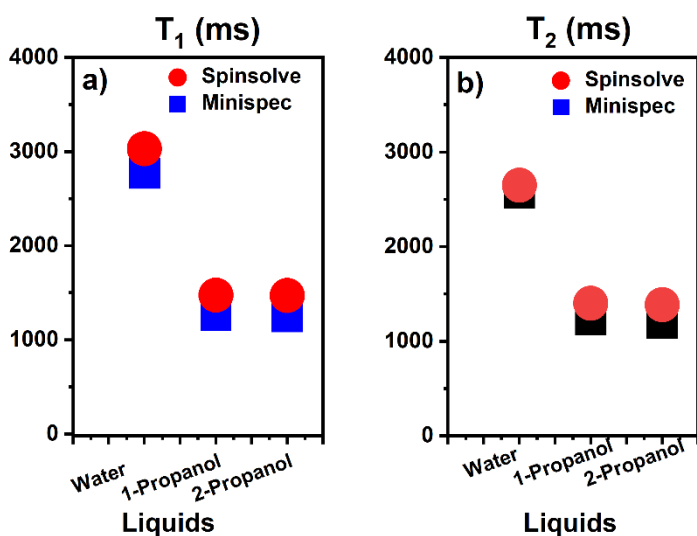 T₁ (ms)
a)
Spinsolve
Minispec
4000
3000
2000
1000
0
Water
1-Propanol
2-Propanol
Liquids
T₂ (ms)
b)
Spinsolve
Minispec
4000
3000
2000
1000
0
Water
1-Propanol
2-Propanol
Liquids